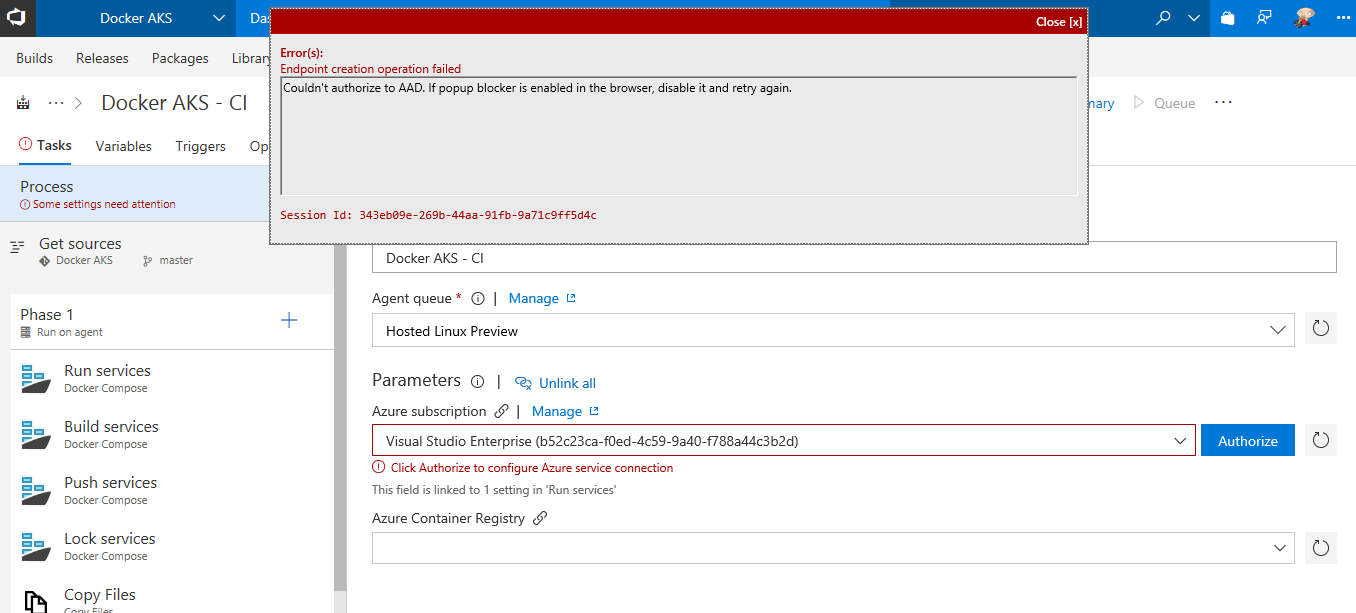 Docker AKS
Das
Close [x]
Builds
Releases
Packages
Library
Error(s):
Endpoint creation operation failed
Couldn't authorize to AAD. If popup blocker is enabled in the browser, disable it and retry again.
Session Id: 343eb09e-269b-44aa-91fb-9a71c9ff5d4c
Docker AKS - CI
mary
Queue
Tasks
Variables
Triggers
Op
Process
Some settings need attention
Get sources
Docker AKS
master
Phase 1
Run on agent
Run services
Docker Compose
Build services
Docker Compose
Push services
Docker Compose
Lock services
Docker Compose
Copy Files
Copy Files
Docker AKS - CI
Agent queue * | Manage
Hosted Linux Preview
Parameters | Unlink all
Azure subscription | Manage
Visual Studio Enterprise (b52c23ca-f0ed-4c59-9a40-f788a44c3b2d)
Authorize
Click Authorize to configure Azure service connection
This field is linked to 1 setting in 'Run services'
Azure Container Registry